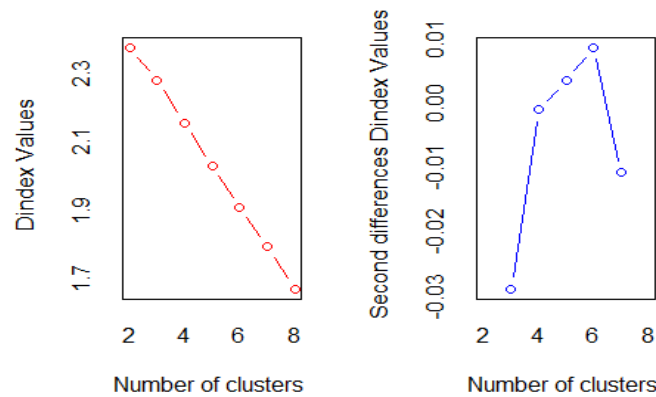 Dindex Values
2.3
2.1
1.9
1.7
2 4 6 8
Number of clusters
Second differences Dindex Values
0.01
0.00
-0.01
-0.02
-0.03
2 4 6 8
Number of clusters